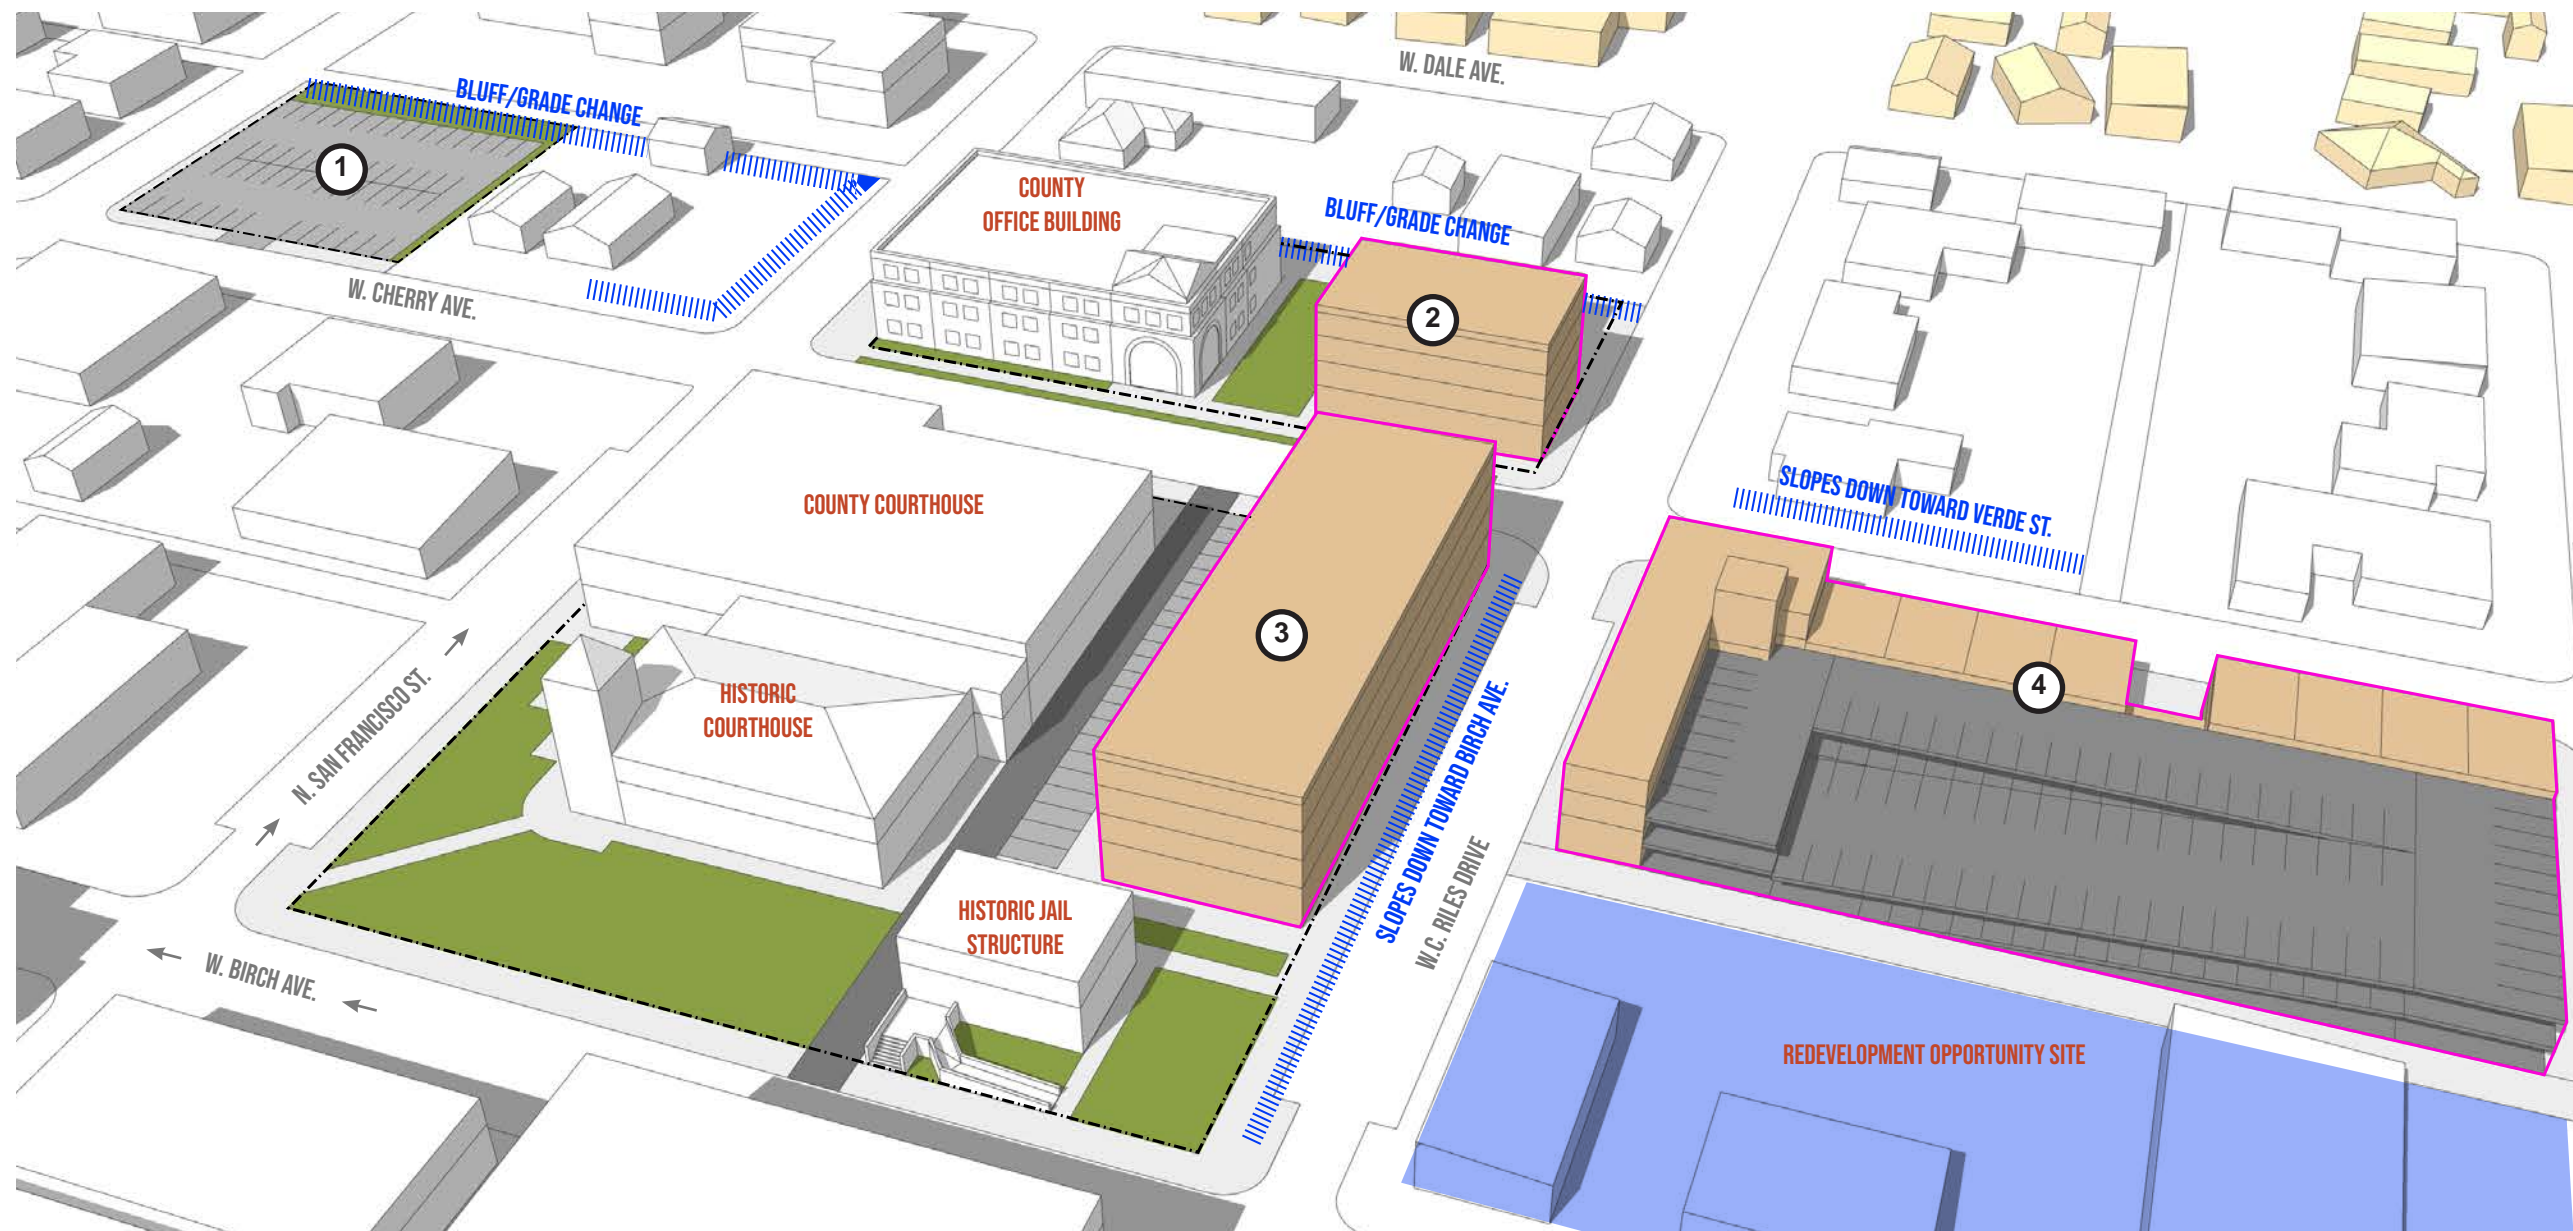 W. DALE AVE.
BLUFF/GRADE CHANGE
1
COUNTY
OFFICE BUILDING
BLUFF/GRADE CHANGE
2
W. CHERRY AVE.
COUNTY COURTHOUSE
SLOPES DOWN TOWARD VERDE ST.
3
4
HISTORIC
COURTHOUSE
N. SAN FRANCISCO ST.
SLOPES DOWN TOWARD BIRCH AVE.
W.C. RILES DRIVE
HISTORIC JAIL
STRUCTURE
W. BIRCH AVE.
REDEVELOPMENT OPPORTUNITY SITE